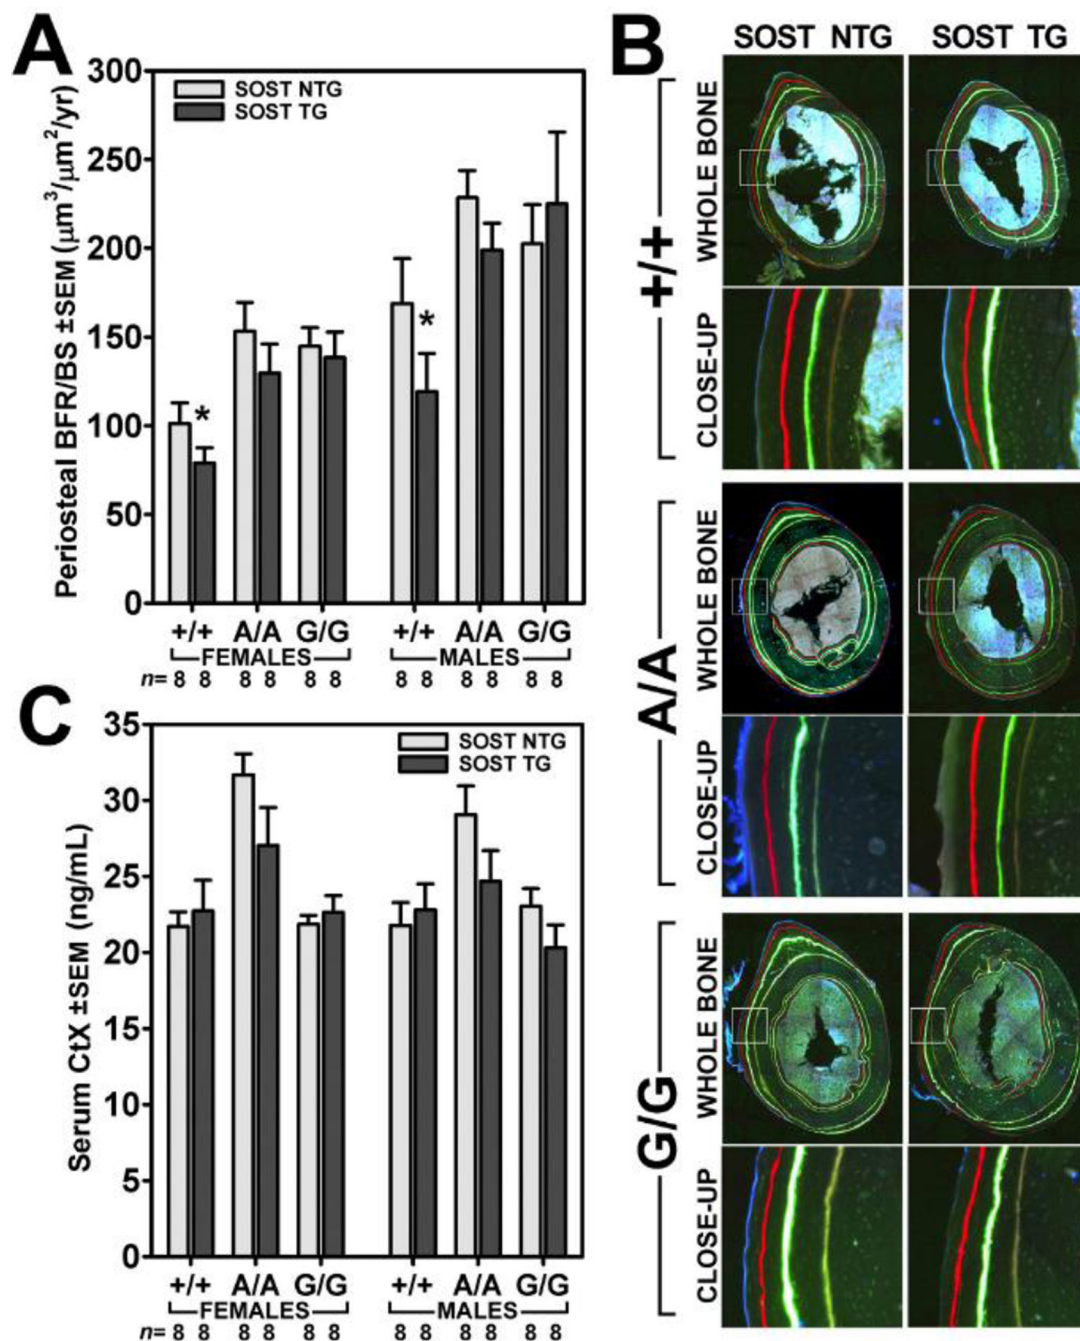 A
300
250
200
150
100
50
0
Periosteal BFR/BS ±SEM (µm³/µm²/yr)
SOST NTG
SOST TG
*
*
+/+ A/A G/G +/+ A/A G/G
FEMALES MALES
n= 8 8 8 8 8 8 8 8 8 8 8 8
C
35
30
25
20
15
10
5
0
Serum CtX ±SEM (ng/mL)
SOST NTG
SOST TG
+/+ A/A G/G +/+ A/A G/G
FEMALES MALES
n= 8 8 8 8 8 8 8 8 8 8 8 8
B
SOST NTG SOST TG
+/+
WHOLE BONE
CLOSE-UP
A/A
WHOLE BONE
CLOSE-UP
G/G
WHOLE BONE
CLOSE-UP